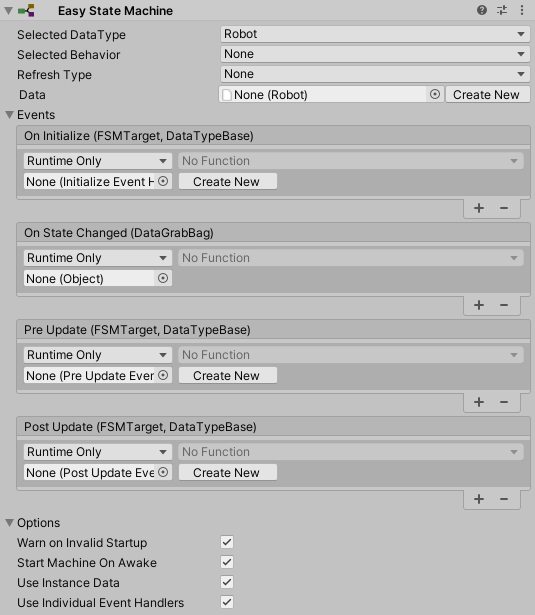 Easy State Machine
Selected DataType Robot
Selected Behavior None
Refresh Type None
Data None (Robot) Create New
Events
On Initialize (FSMTarget, DataTypeBase)
Runtime Only No Function
None (Initialize Event H Create New
+ −
On State Changed (DataGrabBag)
Runtime Only No Function
None (Object)
+ −
Pre Update (FSMTarget, DataTypeBase)
Runtime Only No Function
None (Pre Update Ever Create New
+ −
Post Update (FSMTarget, DataTypeBase)
Runtime Only No Function
None (Post Update Eve Create New
+ −
Options
Warn on Invalid Startup
Start Machine On Awake
Use Instance Data
Use Individual Event Handlers